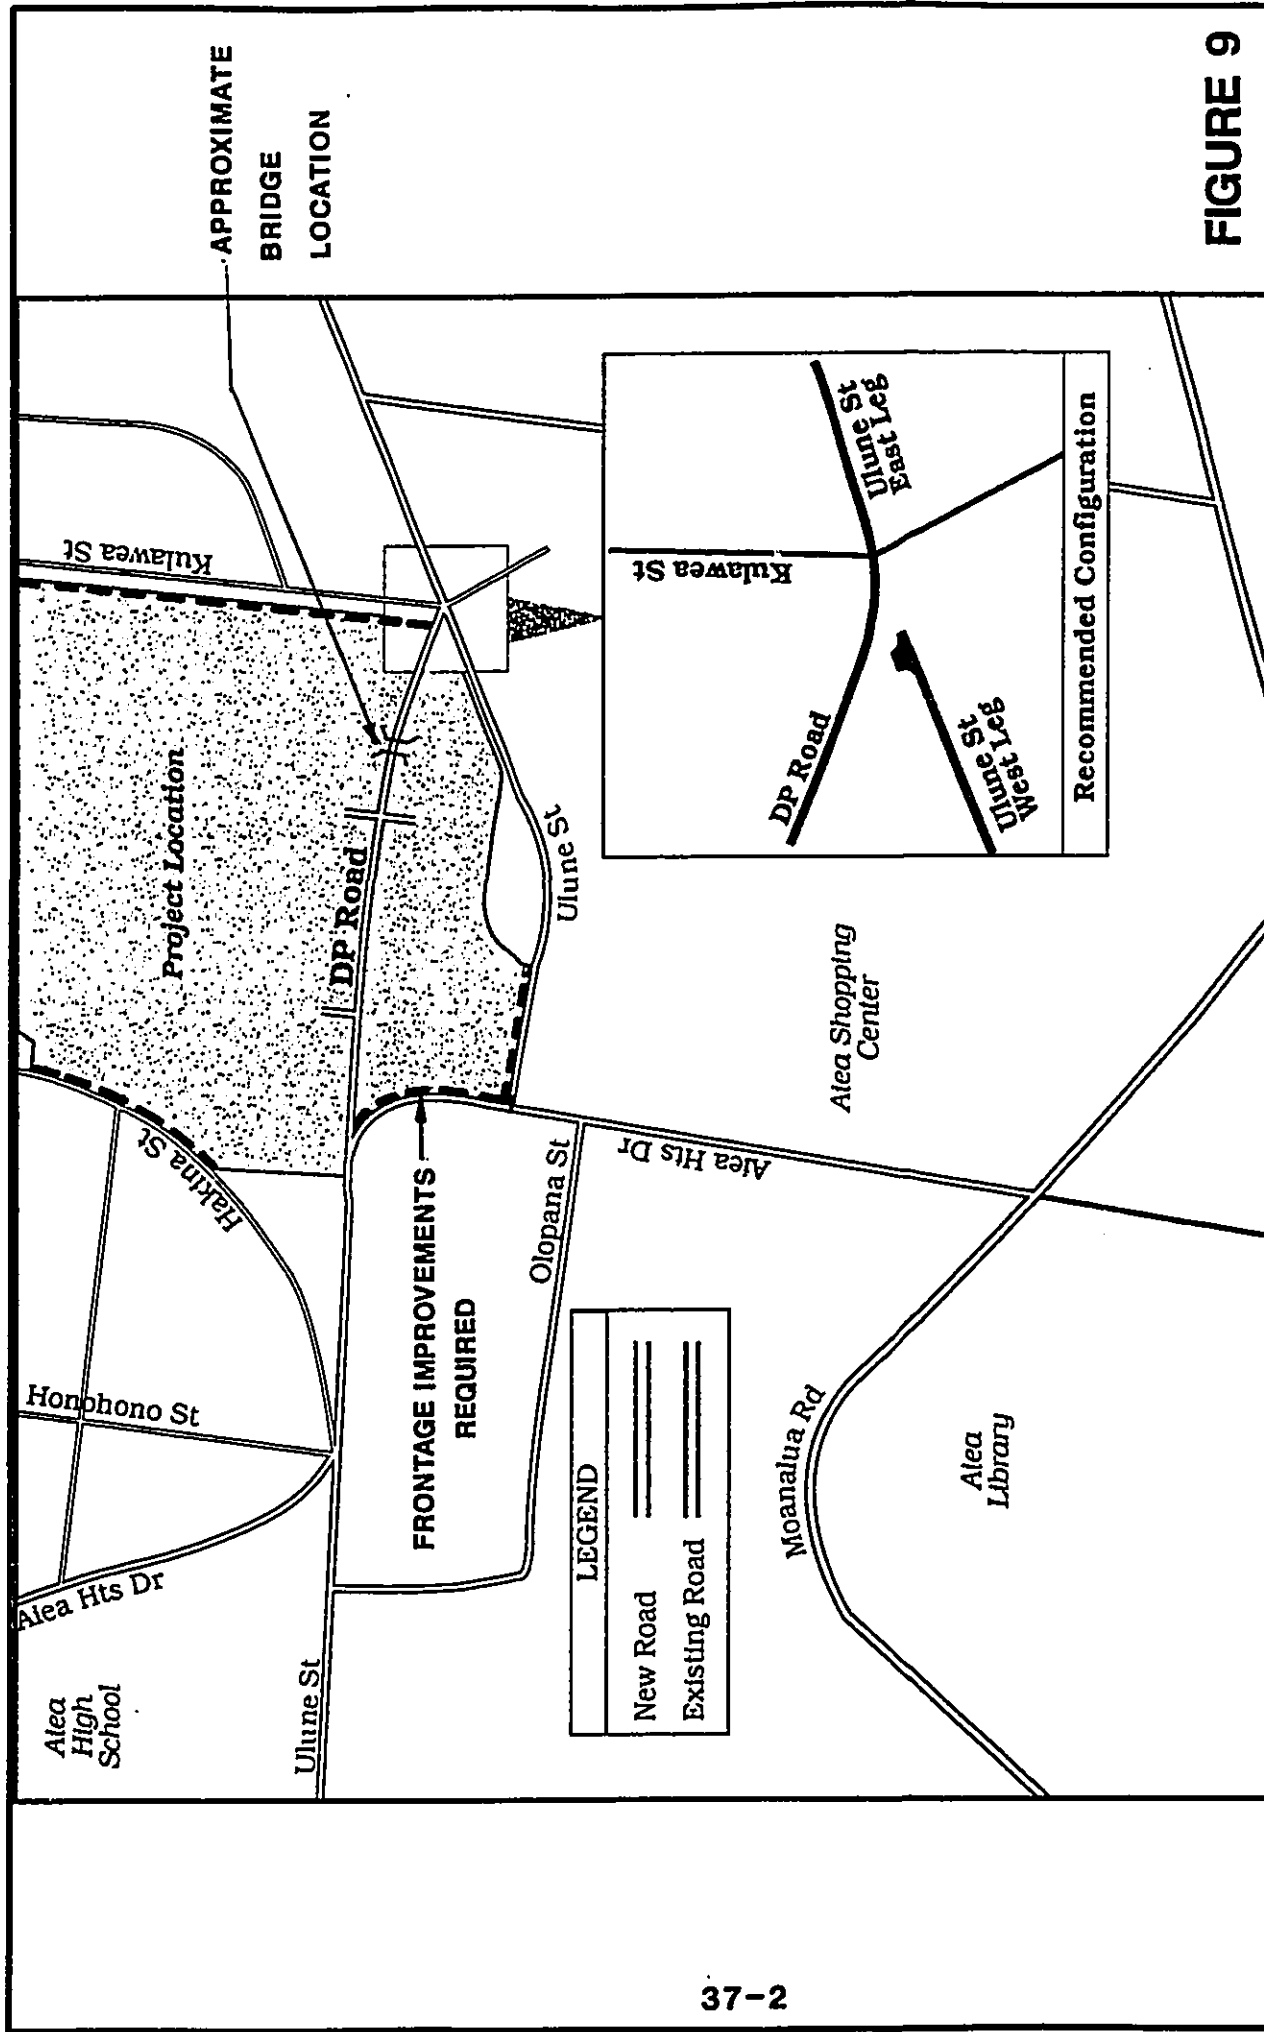 APPROXIMATE
BRIDGE
LOCATION
Kulawea St
Project Location
DP Road
Ulune St
Hakina St
Honohono St
Aiea Hts Dr
Aiea
High
School
Ulune St
FRONTAGE IMPROVEMENTS
REQUIRED
Olopana St
Aiea Hts Dr
Aiea Shopping
Center
Moanalua Rd
Aiea
Library
LEGEND
New Road
Existing Road
Kulawea St
DP Road
Ulune St
East Leg
Ulune St
West Leg
Recommended Configuration
FIGURE 9
37-2